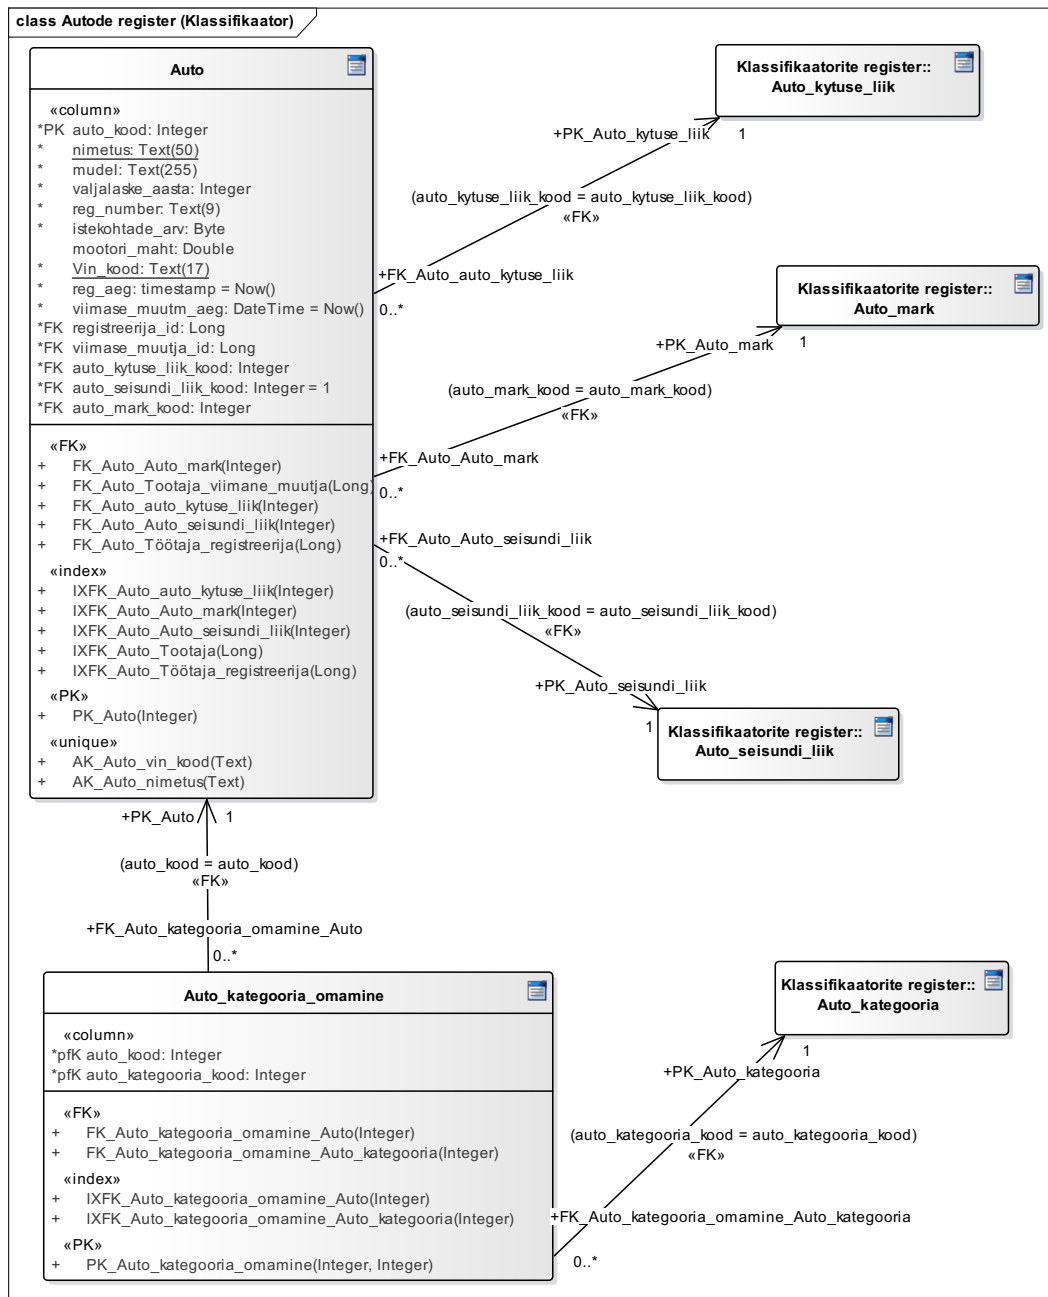 class Autode register (Klassifikaator)
Auto
«column»
*PK auto_kood: Integer
* nimetus: Text(50)
* mudel: Text(255)
* valjalaske_aasta: Integer
* reg_number: Text(9)
* istekohtade_arv: Byte
mootori_maht: Double
* Vin_kood: Text(17)
* reg_aeg: timestamp = Now()
* viimase_muutm_aeg: DateTime = Now()
*FK registreerija_id: Long
*FK viimase_muutja_id: Long
*FK auto_kytuse_liik_kood: Integer
*FK auto_seisundi_liik_kood: Integer = 1
*FK auto_mark_kood: Integer
«FK»
+ FK_Auto_Auto_mark(Integer)
+ FK_Auto_Tootaja_viimane_muutja(Long)
+ FK_Auto_auto_kytuse_liik(Integer)
+ FK_Auto_Auto_seisundi_liik(Integer)
+ FK_Auto_Töötaja_registreerija(Long)
«index»
+ IXFK_Auto_auto_kytuse_liik(Integer)
+ IXFK_Auto_Auto_mark(Integer)
+ IXFK_Auto_Auto_seisundi_liik(Integer)
+ IXFK_Auto_Tootaja(Long)
+ IXFK_Auto_Töötaja_registreerija(Long)
«PK»
+ PK_Auto(Integer)
«unique»
+ AK_Auto_vin_kood(Text)
+ AK_Auto_nimetus(Text)
Klassifikaatorite register::
Auto_kytuse_liik
+PK_Auto_kytuse_liik
1
(auto_kytuse_liik_kood = auto_kytuse_liik_kood)
«FK»
+FK_Auto_auto_kytuse_liik
0..*
Klassifikaatorite register::
Auto_mark
+PK_Auto_mark
1
(auto_mark_kood = auto_mark_kood)
«FK»
+FK_Auto_Auto_mark
0..*
+FK_Auto_Auto_seisundi_liik
0..*
(auto_seisundi_liik_kood = auto_seisundi_liik_kood)
«FK»
+PK_Auto_seisundi_liik
1
Klassifikaatorite register::
Auto_seisundi_liik
+PK_Auto
1
(auto_kood = auto_kood)
«FK»
+FK_Auto_kategooria_omamine_Auto
0..*
Auto_kategooria_omamine
«column»
*pfK auto_kood: Integer
*pfK auto_kategooria_kood: Integer
«FK»
+ FK_Auto_kategooria_omamine_Auto(Integer)
+ FK_Auto_kategooria_omamine_Auto_kategooria(Integer)
«index»
+ IXFK_Auto_kategooria_omamine_Auto(Integer)
+ IXFK_Auto_kategooria_omamine_Auto_kategooria(Integer)
«PK»
+ PK_Auto_kategooria_omamine(Integer, Integer)
Klassifikaatorite register::
Auto_kategooria
1
+PK_Auto_kategooria
(auto_kategooria_kood = auto_kategooria_kood)
«FK»
+FK_Auto_kategooria_omamine_Auto_kategooria
0..*